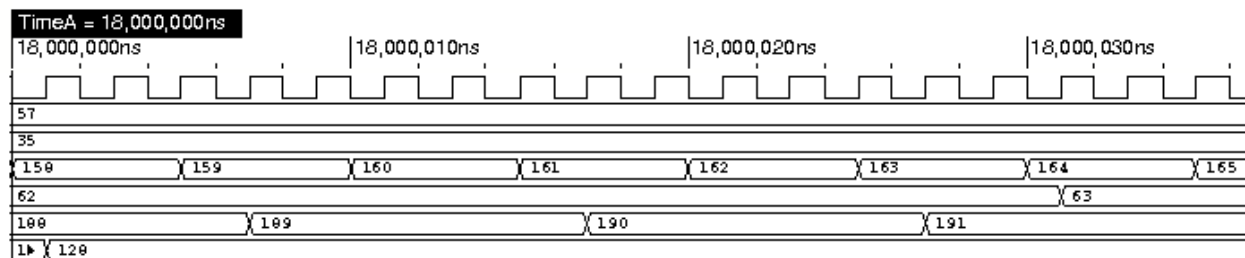 TimeA = 18,000,000ns
18,000,000ns 18,000,010ns 18,000,020ns 18,000,030ns
57
35
158 159 160 161 162 163 164 165
62 63
188 189 190 191
1